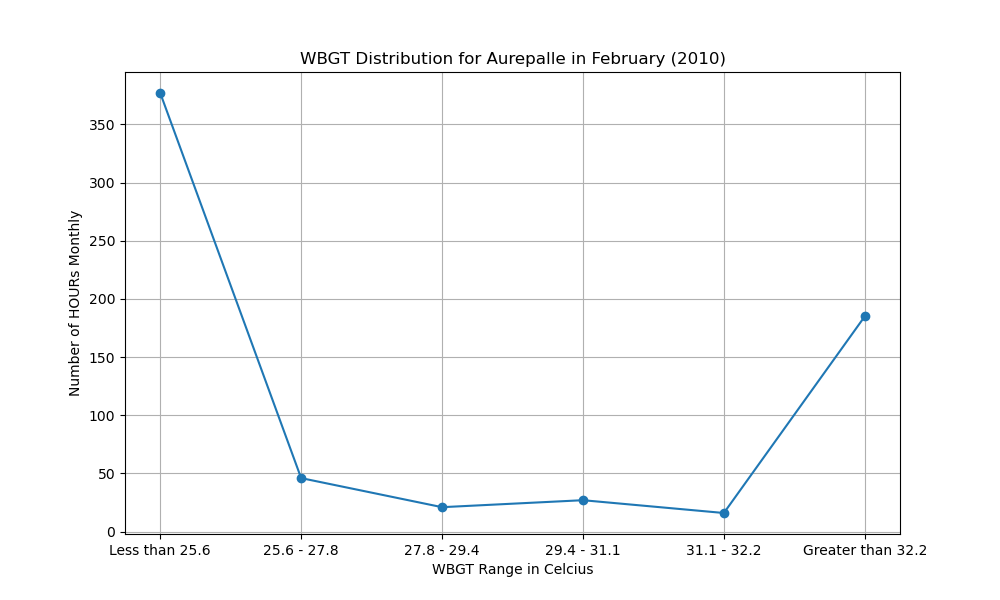 WBGT Distribution for Aurepalle in February (2010)
Number of HOURs Monthly
350
300
250
200
150
100
50
0
Less than 25.6
25.6 - 27.8
27.8 - 29.4
29.4 - 31.1
31.1 - 32.2
Greater than 32.2
WBGT Range in Celcius